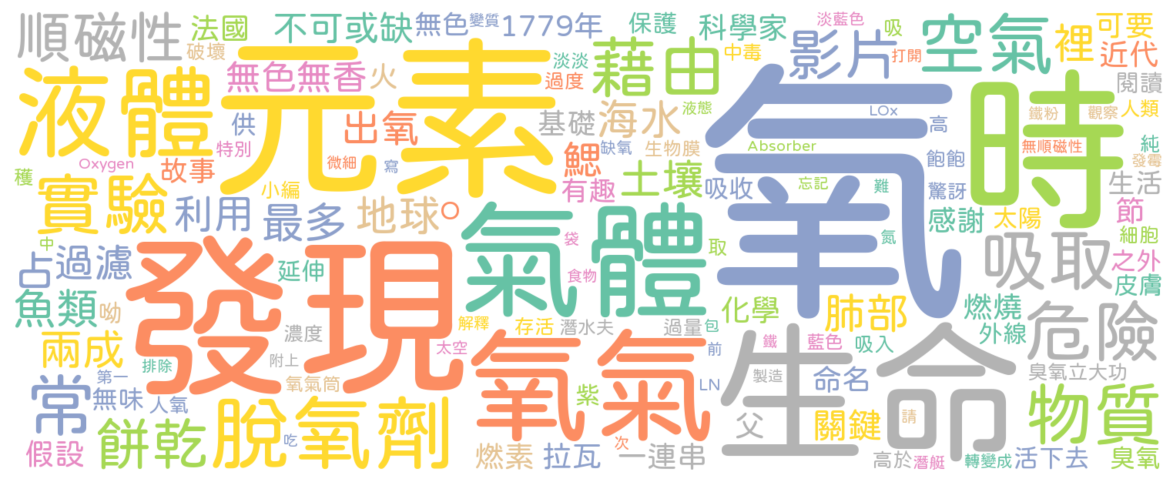 順磁性 法國 不可或缺 無色 變質 1779年 保護 科學家 淡藍色 吸 空氣 裡 可要
破壞 淡淡 中毒 影片 打開 近代
液體 元素 無色無香 火 過度 藉由 液態 閱讀
供 出氧 基礎 海水 LOx 高 鐵粉 觀察 人類
Oxygen 特別 故事 微細 寫 缺氧 生物膜 Absorber 氧 時 無順磁性 純
穫 小編 鰓 有趣 土壤 吸收 忘記 難 飽飽 驚訝 發霉 生活
實驗 利用 最多 地球 。 氣體 感謝 太陽 節
中 占 過濾 發現 延伸 袋 取 氮 吸取 細胞 之外
魚類 呦 濃度 食物 化學 肺部 燃燒 皮膚
兩成 解釋 存活 潛水夫 過量 包 外線 危險
排除 附上 太空 氧氣 鐵 藍色 吸入 生命
常 第一 氧氣筒 前 製造 命名 臭氧立大功
無味 人氧 脫氧劑 紫 LN 物質
餅乾 吃 次 父 關鍵 請
假設 燃素 拉瓦 一連串 高於 潛艇 轉變成 活下去 臭氧